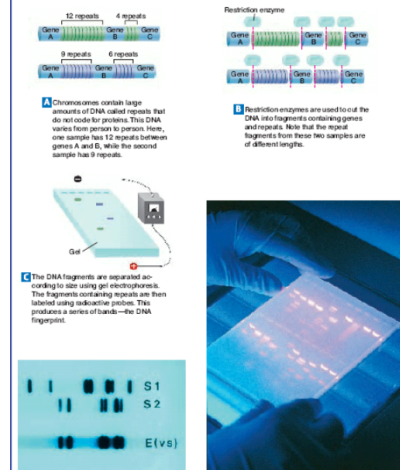 12 repeats 4 repeats
Gene A Gene B Gene C
9 repeats 6 repeats
Gene A Gene B Gene C
A Chromosomes contain large
amounts of DNA called repeats that
do not code for proteins. This DNA
varies from person to person. Here,
one sample has 12 repeats between
genes A and B, while the second
sample has 9 repeats.
Restriction enzyme
Gene A Gene B Gene C
Gene A Gene B Gene C
B Restriction enzymes are used to cut the
DNA into fragments containing genes
and repeats. Note that the repeat
fragments from these two samples are
of different lengths.
Gel
C The DNA fragments are separated ac-
cording to size using gel electrophoresis.
The fragments containing repeats are then
labeled using radioactive probes. This
produces a series of bands—the DNA
fingerprint.
S1
S2
E(vs)